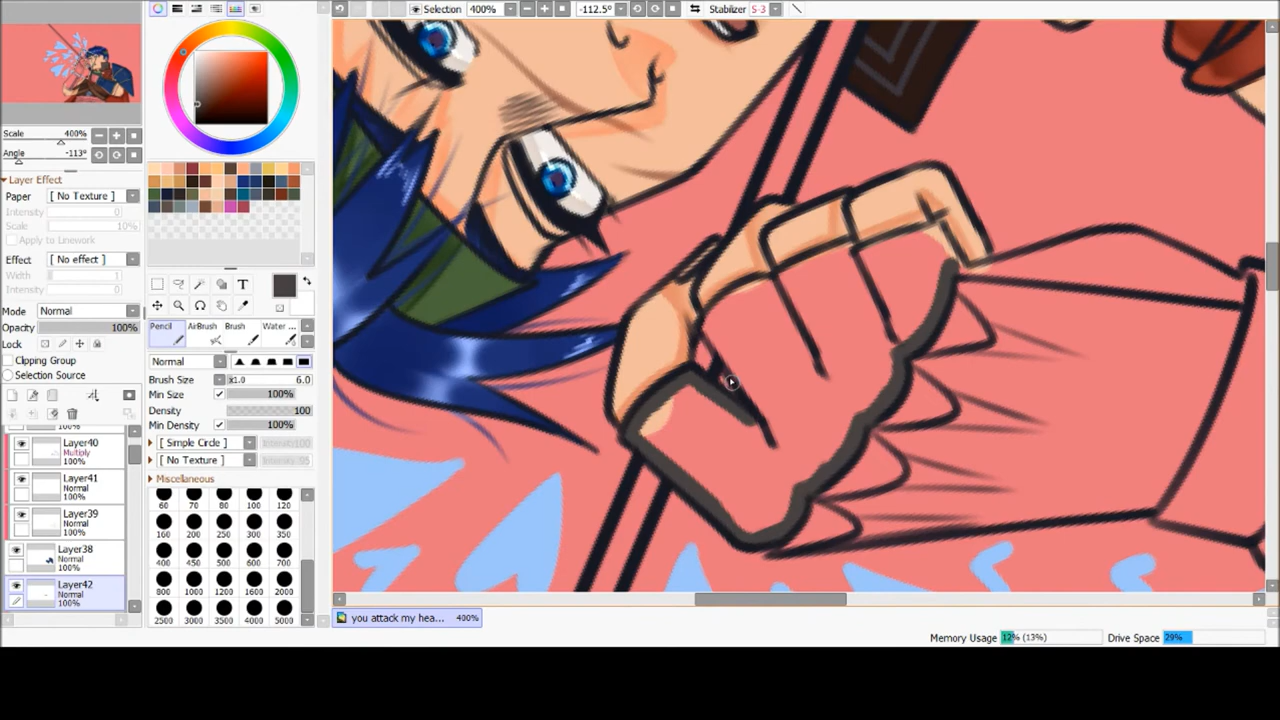 Selection 400% -112.5° Stabilizer S-3
Scale 400%
Angle -113°
Layer Effect
Paper [ No Texture ]
Intensity 0
Scale 10%
Apply to Linework
Effect [ No effect ]
Width 1
Intensity 0
Mode Normal
Opacity 100%
Lock
Clipping Group
Selection Source
Layer40
Multiply
100%
Layer41
Normal
100%
Layer39
Normal
100%
Layer38
Normal
100%
Layer42
Normal
100%
T
Pencil AirBrush Brush Water ...
Normal
Brush Size x1.0 6.0
Min Size 100%
Density 100
Min Density 100%
[ Simple Circle ] Intensity 100
[ No Texture ] Intensity 95
Miscellaneous
60 70 80 100 120
160 200 250 300 350
400 450 500 600 700
800 1000 1200 1600 2000
2500 3000 3500 4000 5000
you attack my hea... 400%
Memory Usage 12% (13%) Drive Space 29%